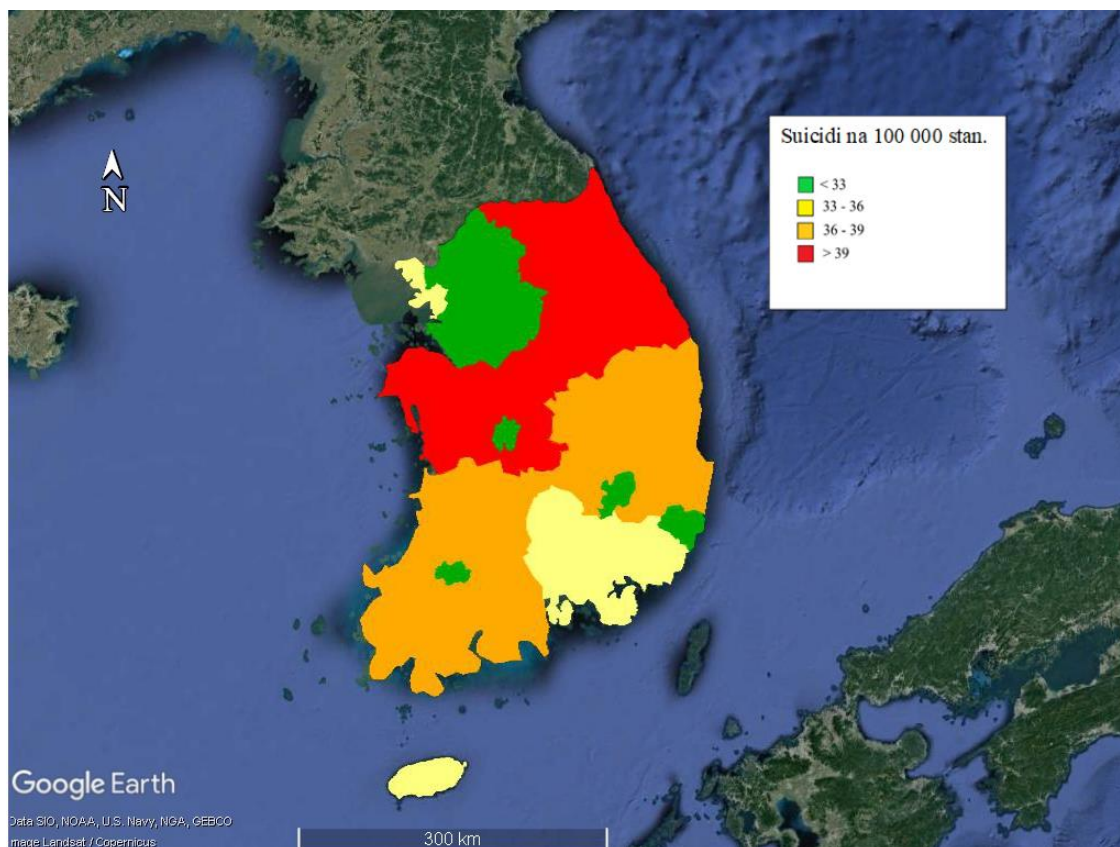 Suicidi na 100 000 stan.
< 33
33 - 36
36 - 39
> 39
N
Google Earth
Data SIO, NOAA, U.S. Navy, NGA, GEBCO
Image Landsat / Copernicus
300 km